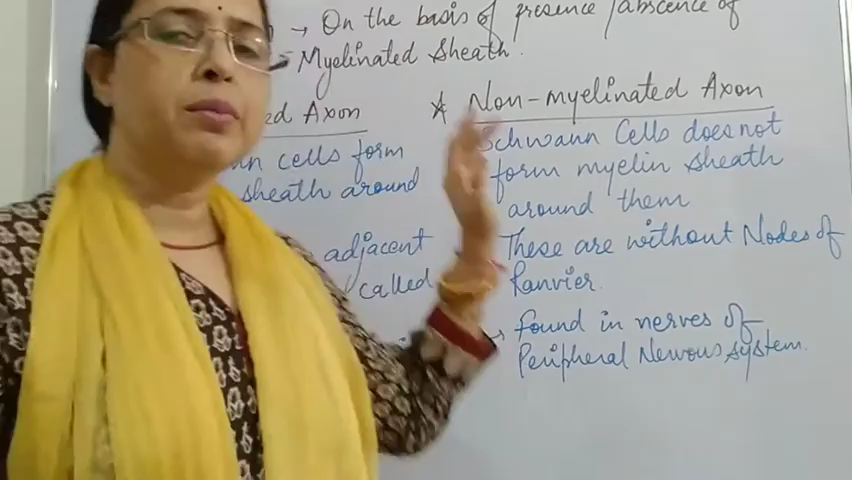 → On the basis of presence /abscence of
Myelinated Sheath.
ed Axon
n cells form
sheath around
adjacent
called
* Non-myelinated Axon
Schwann Cells does not
form myelin sheath
around them
These are without Nodes of
Ranvier.
→ found in nerves of
Peripheral Nervous system.